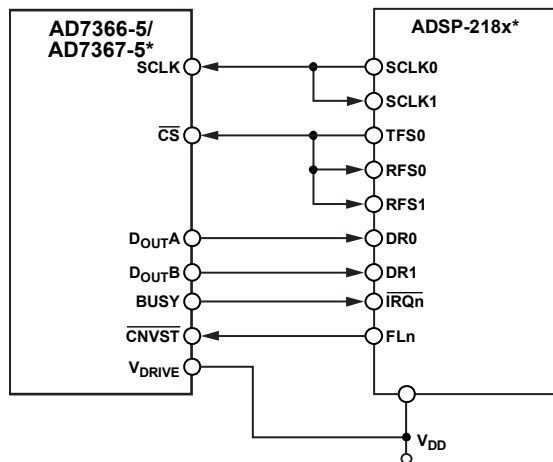 AD7366-5/
AD7367-5*
ADSP-218x*
SCLK
SCLK0
SCLK1
CS
TFS0
RFS0
RFS1
DOUTA
DR0
DOUTB
DR1
BUSY
IRQn
CNVST
FLn
VDRIVE
VDD